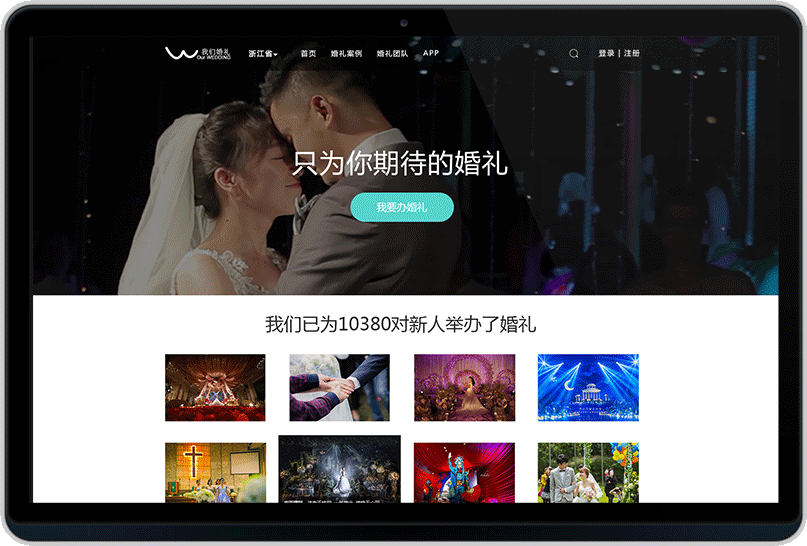 我们婚礼
Our WEDDING
浙江省
首页
婚礼案例
婚礼团队
APP
登录 | 注册
只为你期待的婚礼
我要办婚礼
我们已为10380对新人举办了婚礼